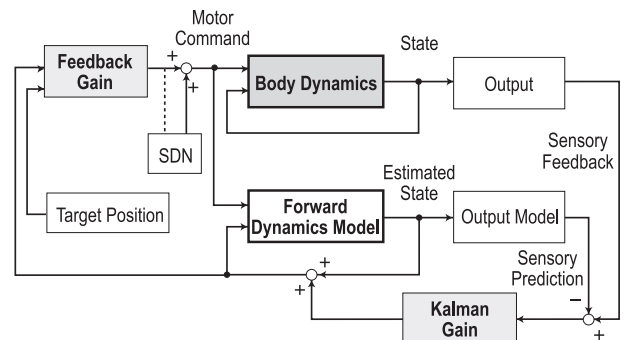 Motor
Command
State
Feedback
Gain
+
+
Body Dynamics
Output
SDN
Sensory
Feedback
Estimated
State
Target Position
Forward
Dynamics Model
Output Model
Sensory
Prediction
+
+
−
+
Kalman
Gain